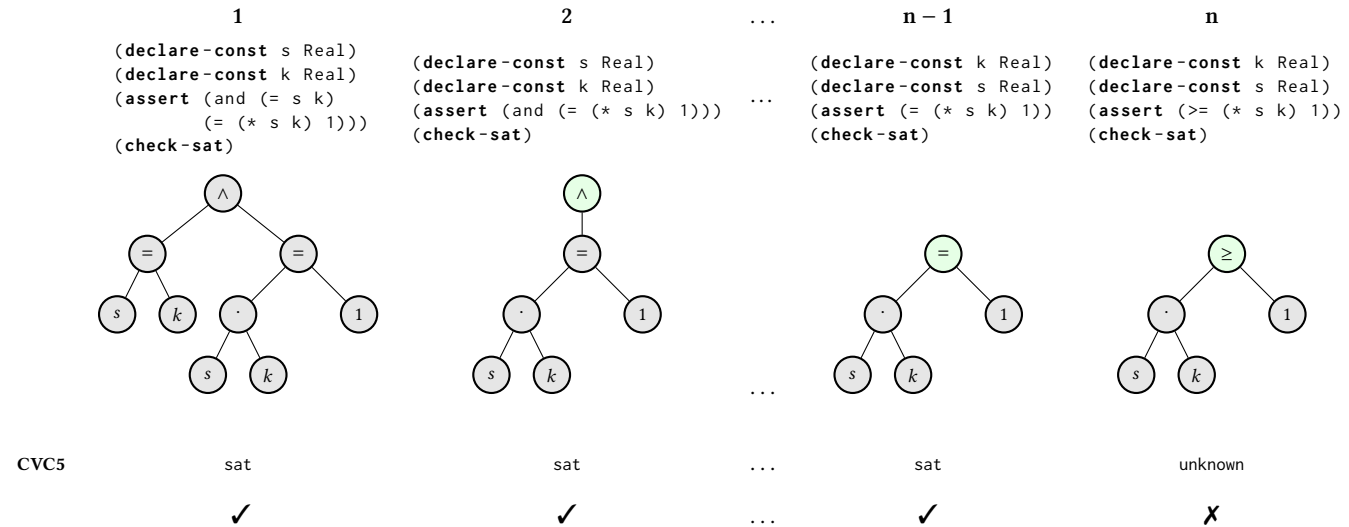 1 2 ... n − 1 n
(declare-const s Real)
(declare-const k Real)
(assert (and (= s k)
(= (* s k) 1)))
(check-sat)
(declare-const s Real)
(declare-const k Real)
(assert (and (= (* s k) 1)))
(check-sat)
...
(declare-const k Real)
(declare-const s Real)
(assert (= (* s k) 1))
(check-sat)
(declare-const k Real)
(declare-const s Real)
(assert (>= (* s k) 1))
(check-sat)
∧
= =
s k · 1
s k
∧
=
· 1
s k
...
=
· 1
s k
≥
· 1
s k
CVC5 sat sat ... sat unknown
✓ ✓ ... ✓ ✗